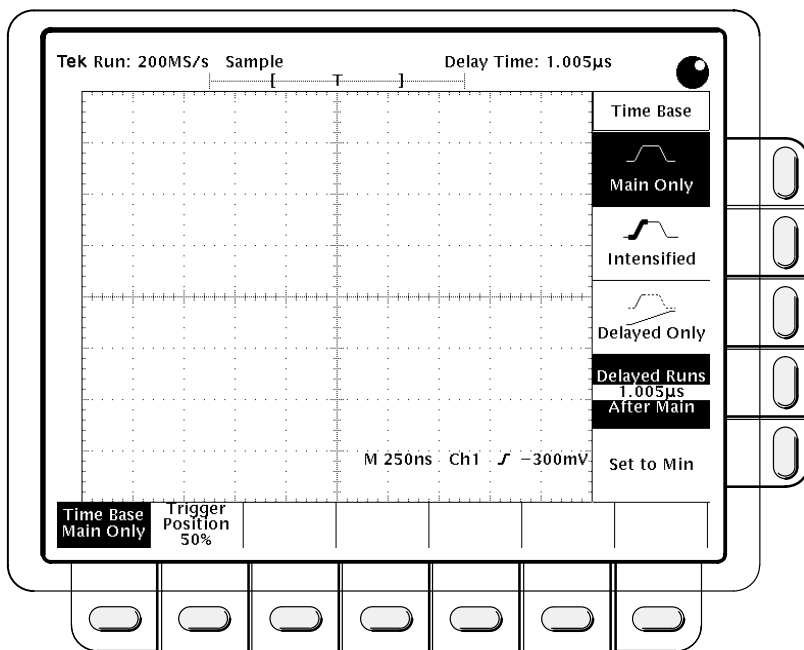 Tek Run: 200MS/s Sample Delay Time: 1.005µs
[ T ]
Time Base
Main Only
Intensified
Delayed Only
Delayed Runs
1.005µs
After Main
M 250ns Ch1 −300mV
Set to Min
Time Base
Main Only
Trigger
Position
50%